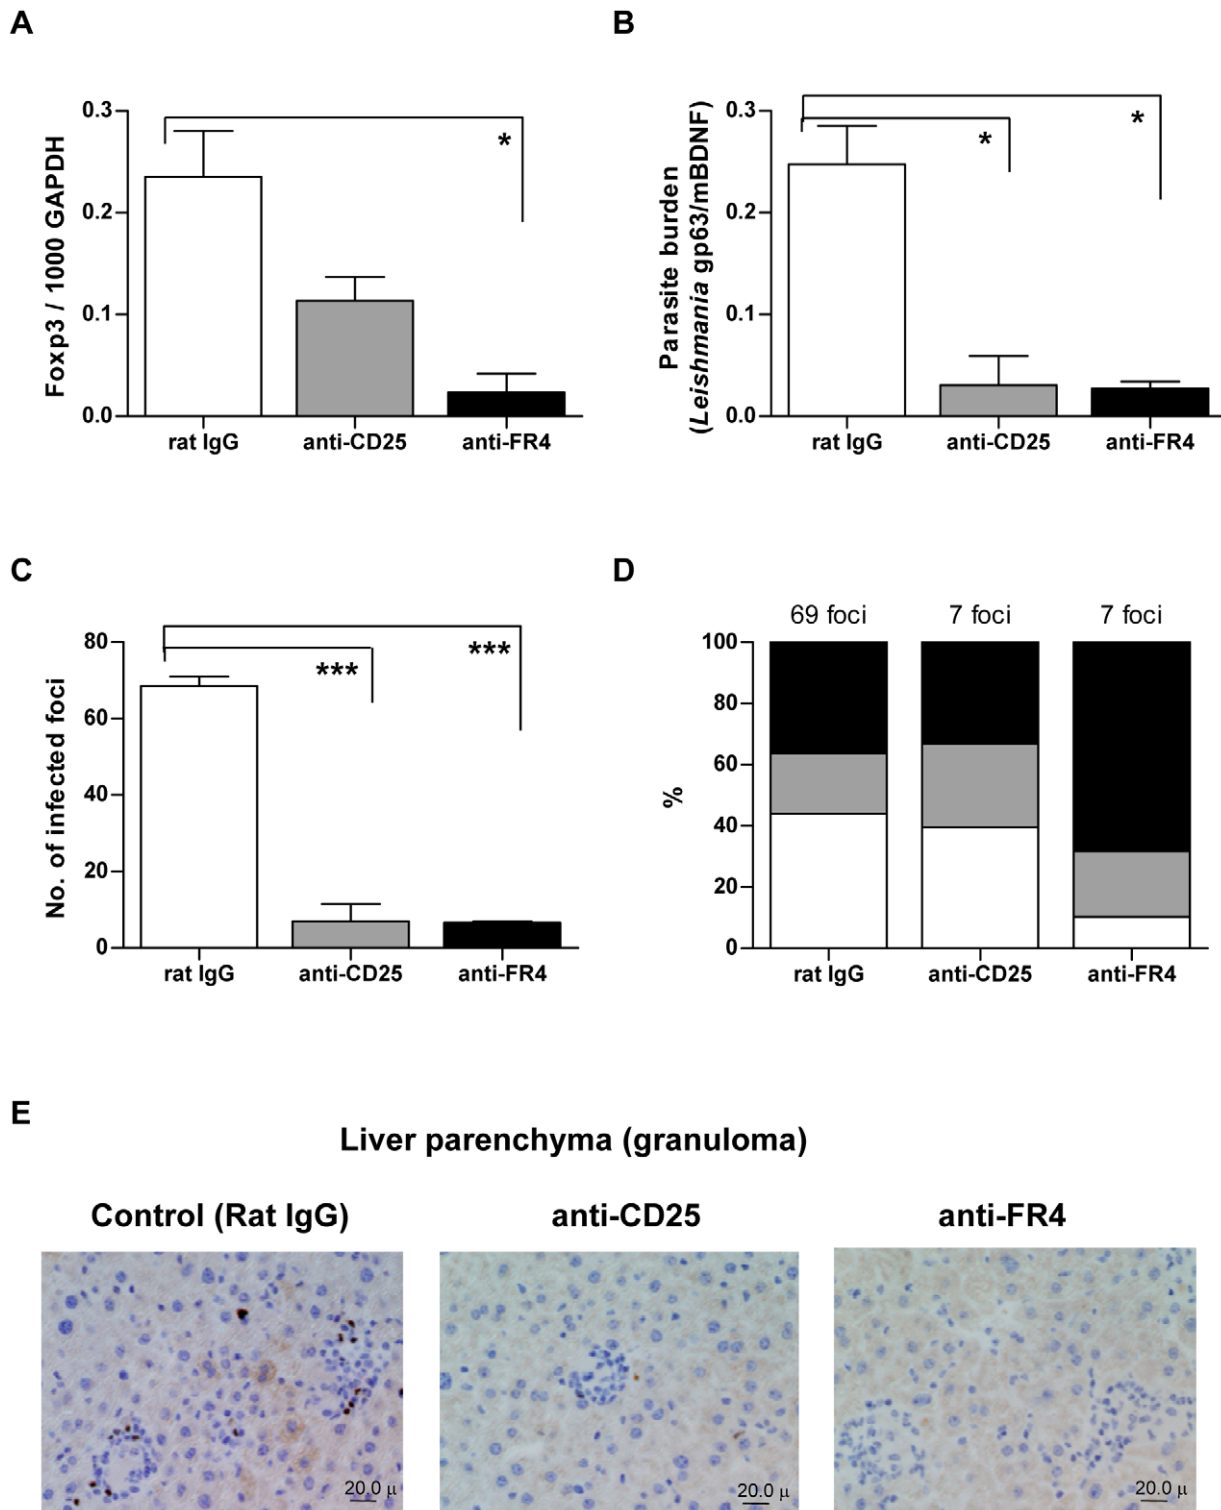 A
Foxp3 / 1000 GAPDH
0.3
0.2
0.1
0.0
*
rat IgG anti-CD25 anti-FR4
B
Parasite burden
(Leishmania gp63/mBDNF)
0.3
0.2
0.1
0.0
*
*
rat IgG anti-CD25 anti-FR4
C
No. of infected foci
80
60
40
20
0
***
***
rat IgG anti-CD25 anti-FR4
D
69 foci 7 foci 7 foci
%
100
80
60
40
20
0
rat IgG anti-CD25 anti-FR4
E
Liver parenchyma (granuloma)
Control (Rat IgG) anti-CD25 anti-FR4
20.0 µ 20.0 µ 20.0 µ